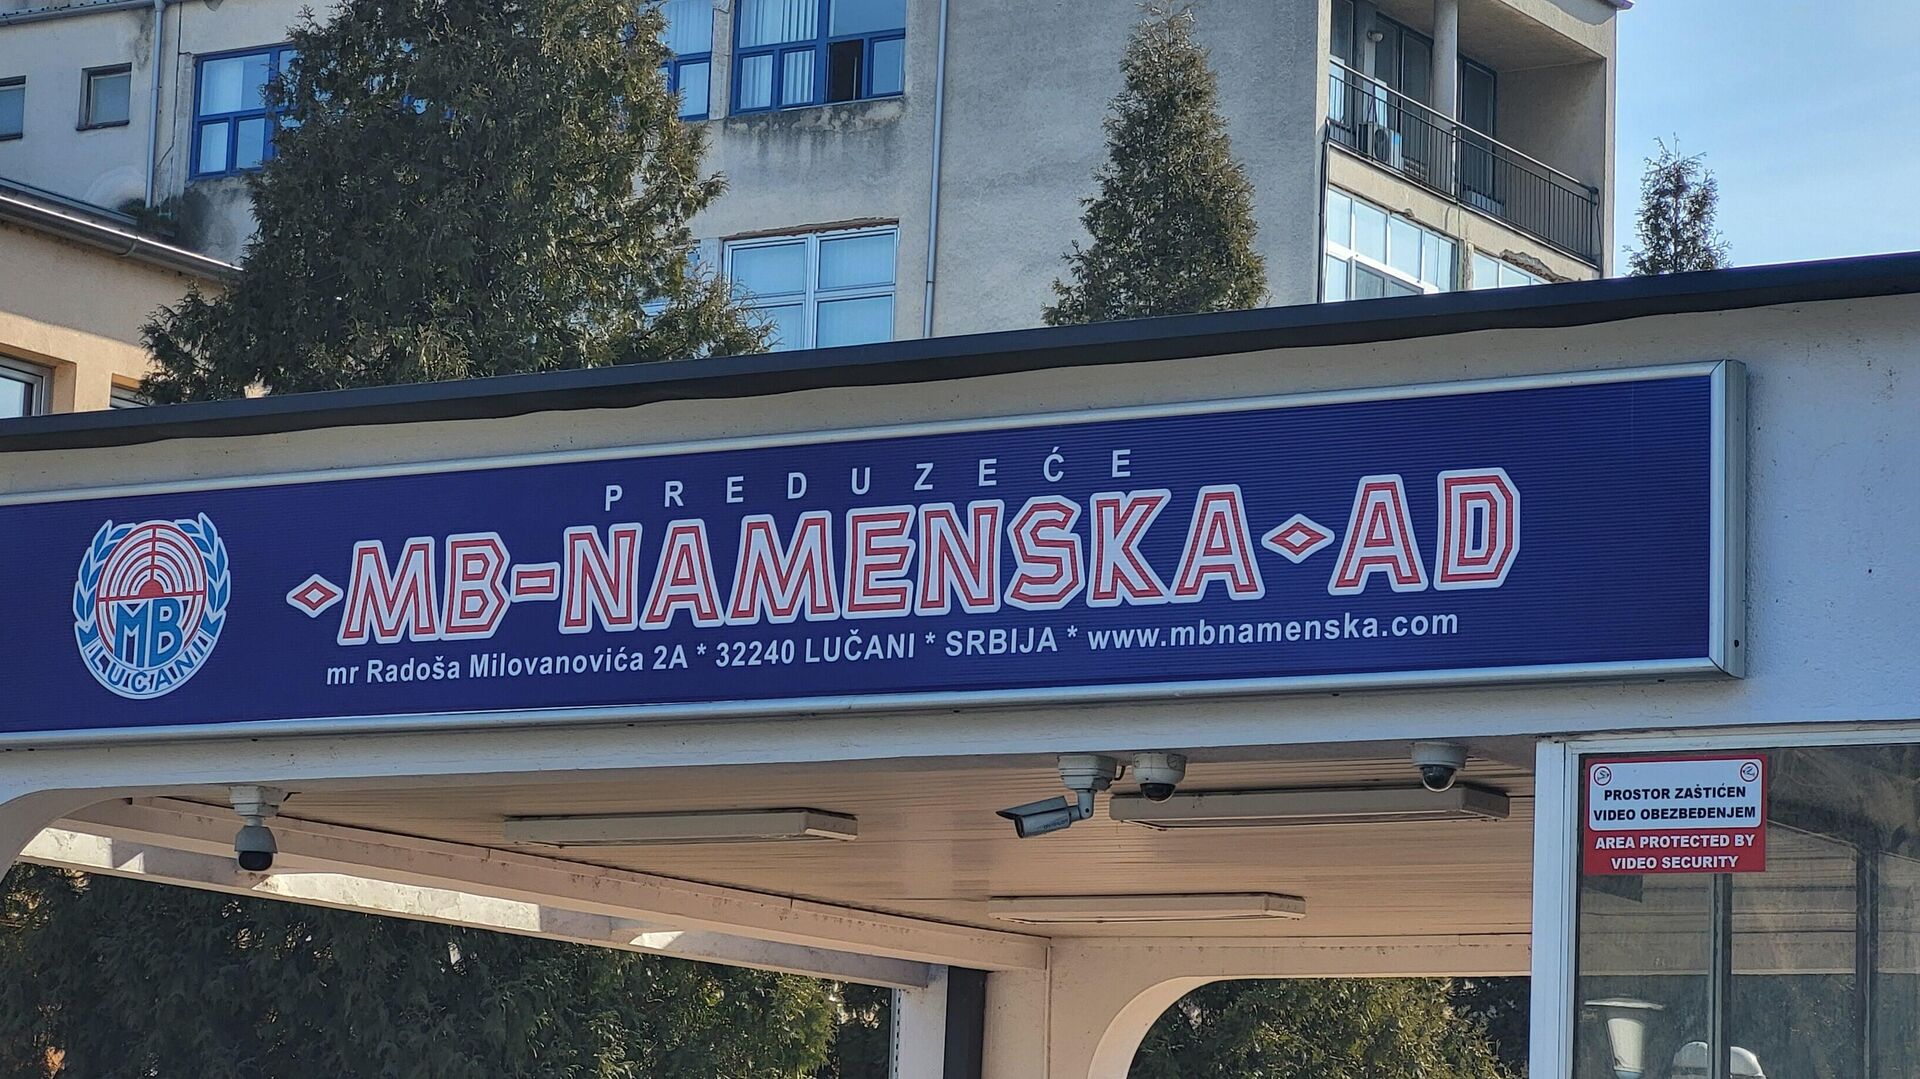 PREDUZEĆE
MB-NAMENSKA-AD
mr Radoša Milovanovića 2A * 32240 LUČANI * SRBIJA * www.mbnamenska.com
MB
LUČANI
PROSTOR ZAŠTIĆEN
VIDEO OBEZBEĐENJEM
AREA PROTECTED BY
VIDEO SECURITY